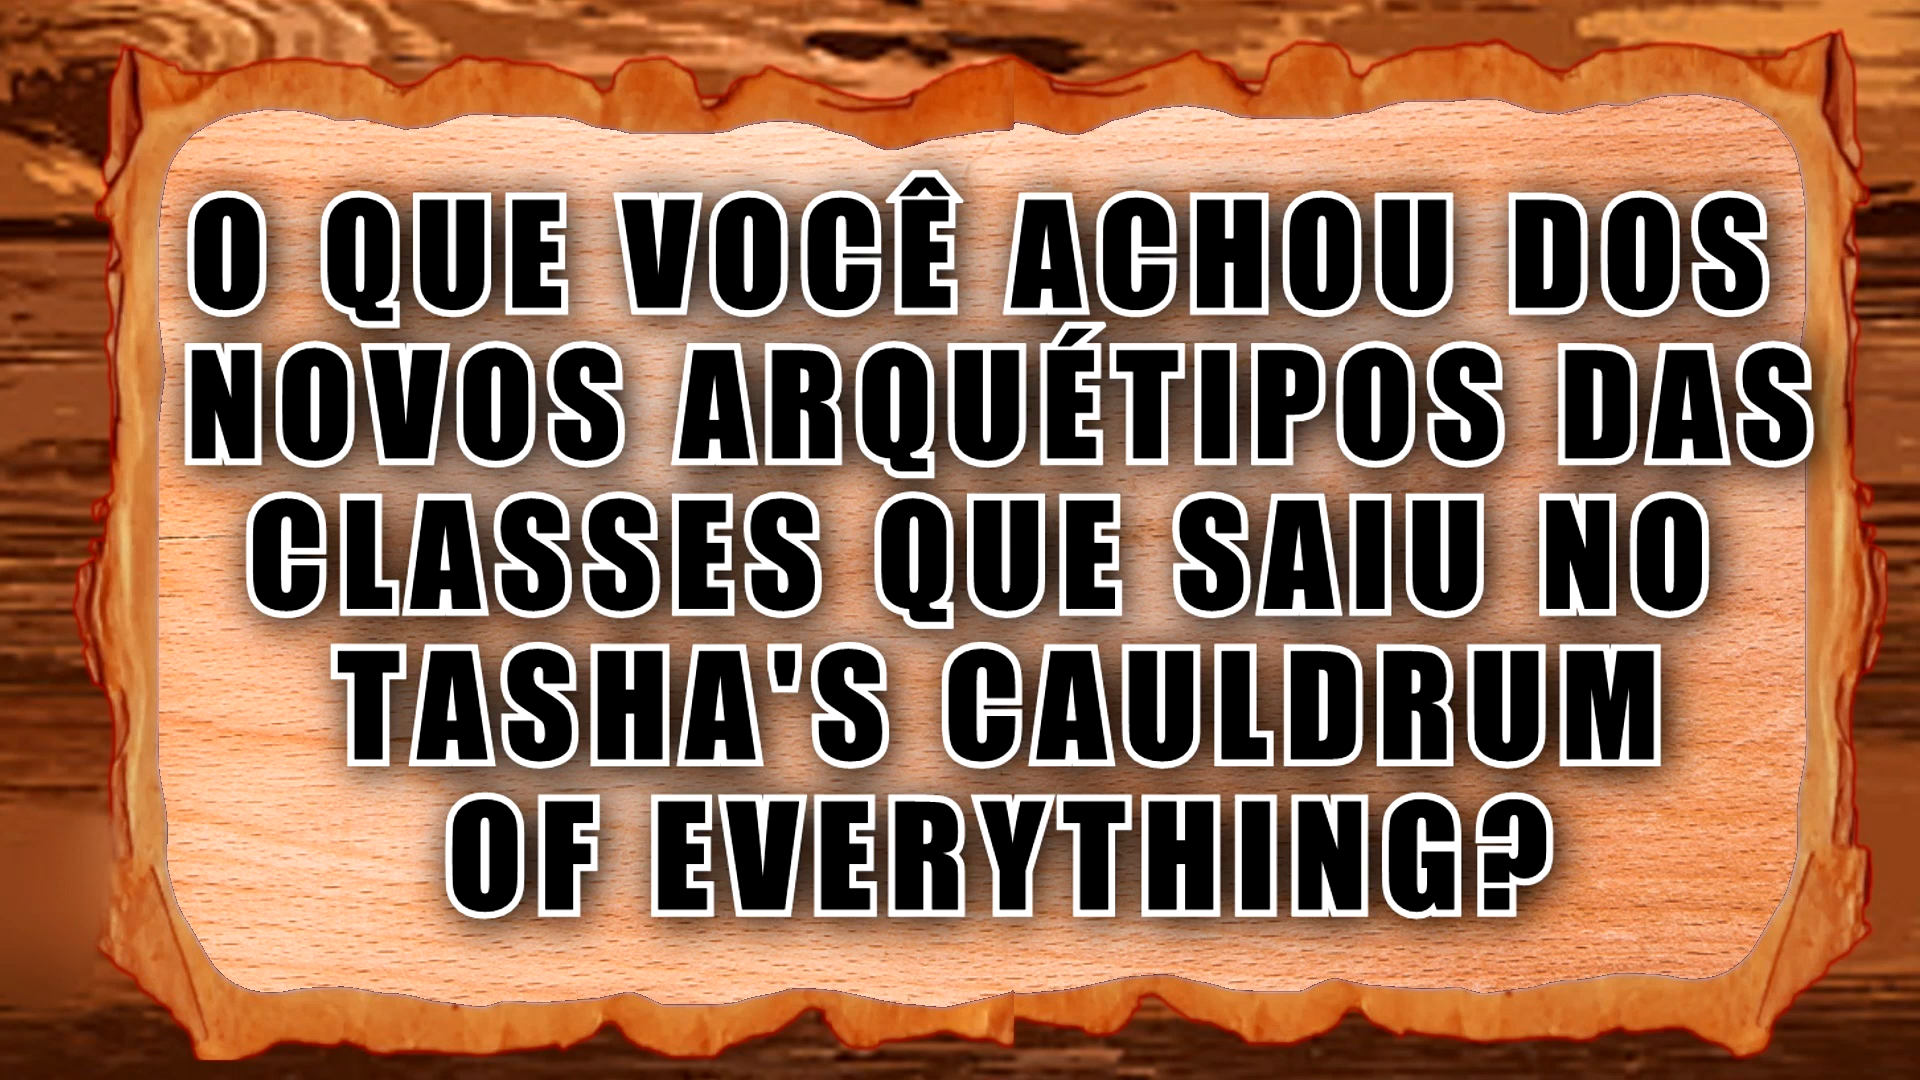 O QUE VOCÊ ACHOU DOS
NOVOS ARQUÉTIPOS DAS
CLASSES QUE SAIU NO
TASHA'S CAULDRUM
OF EVERYTHING?